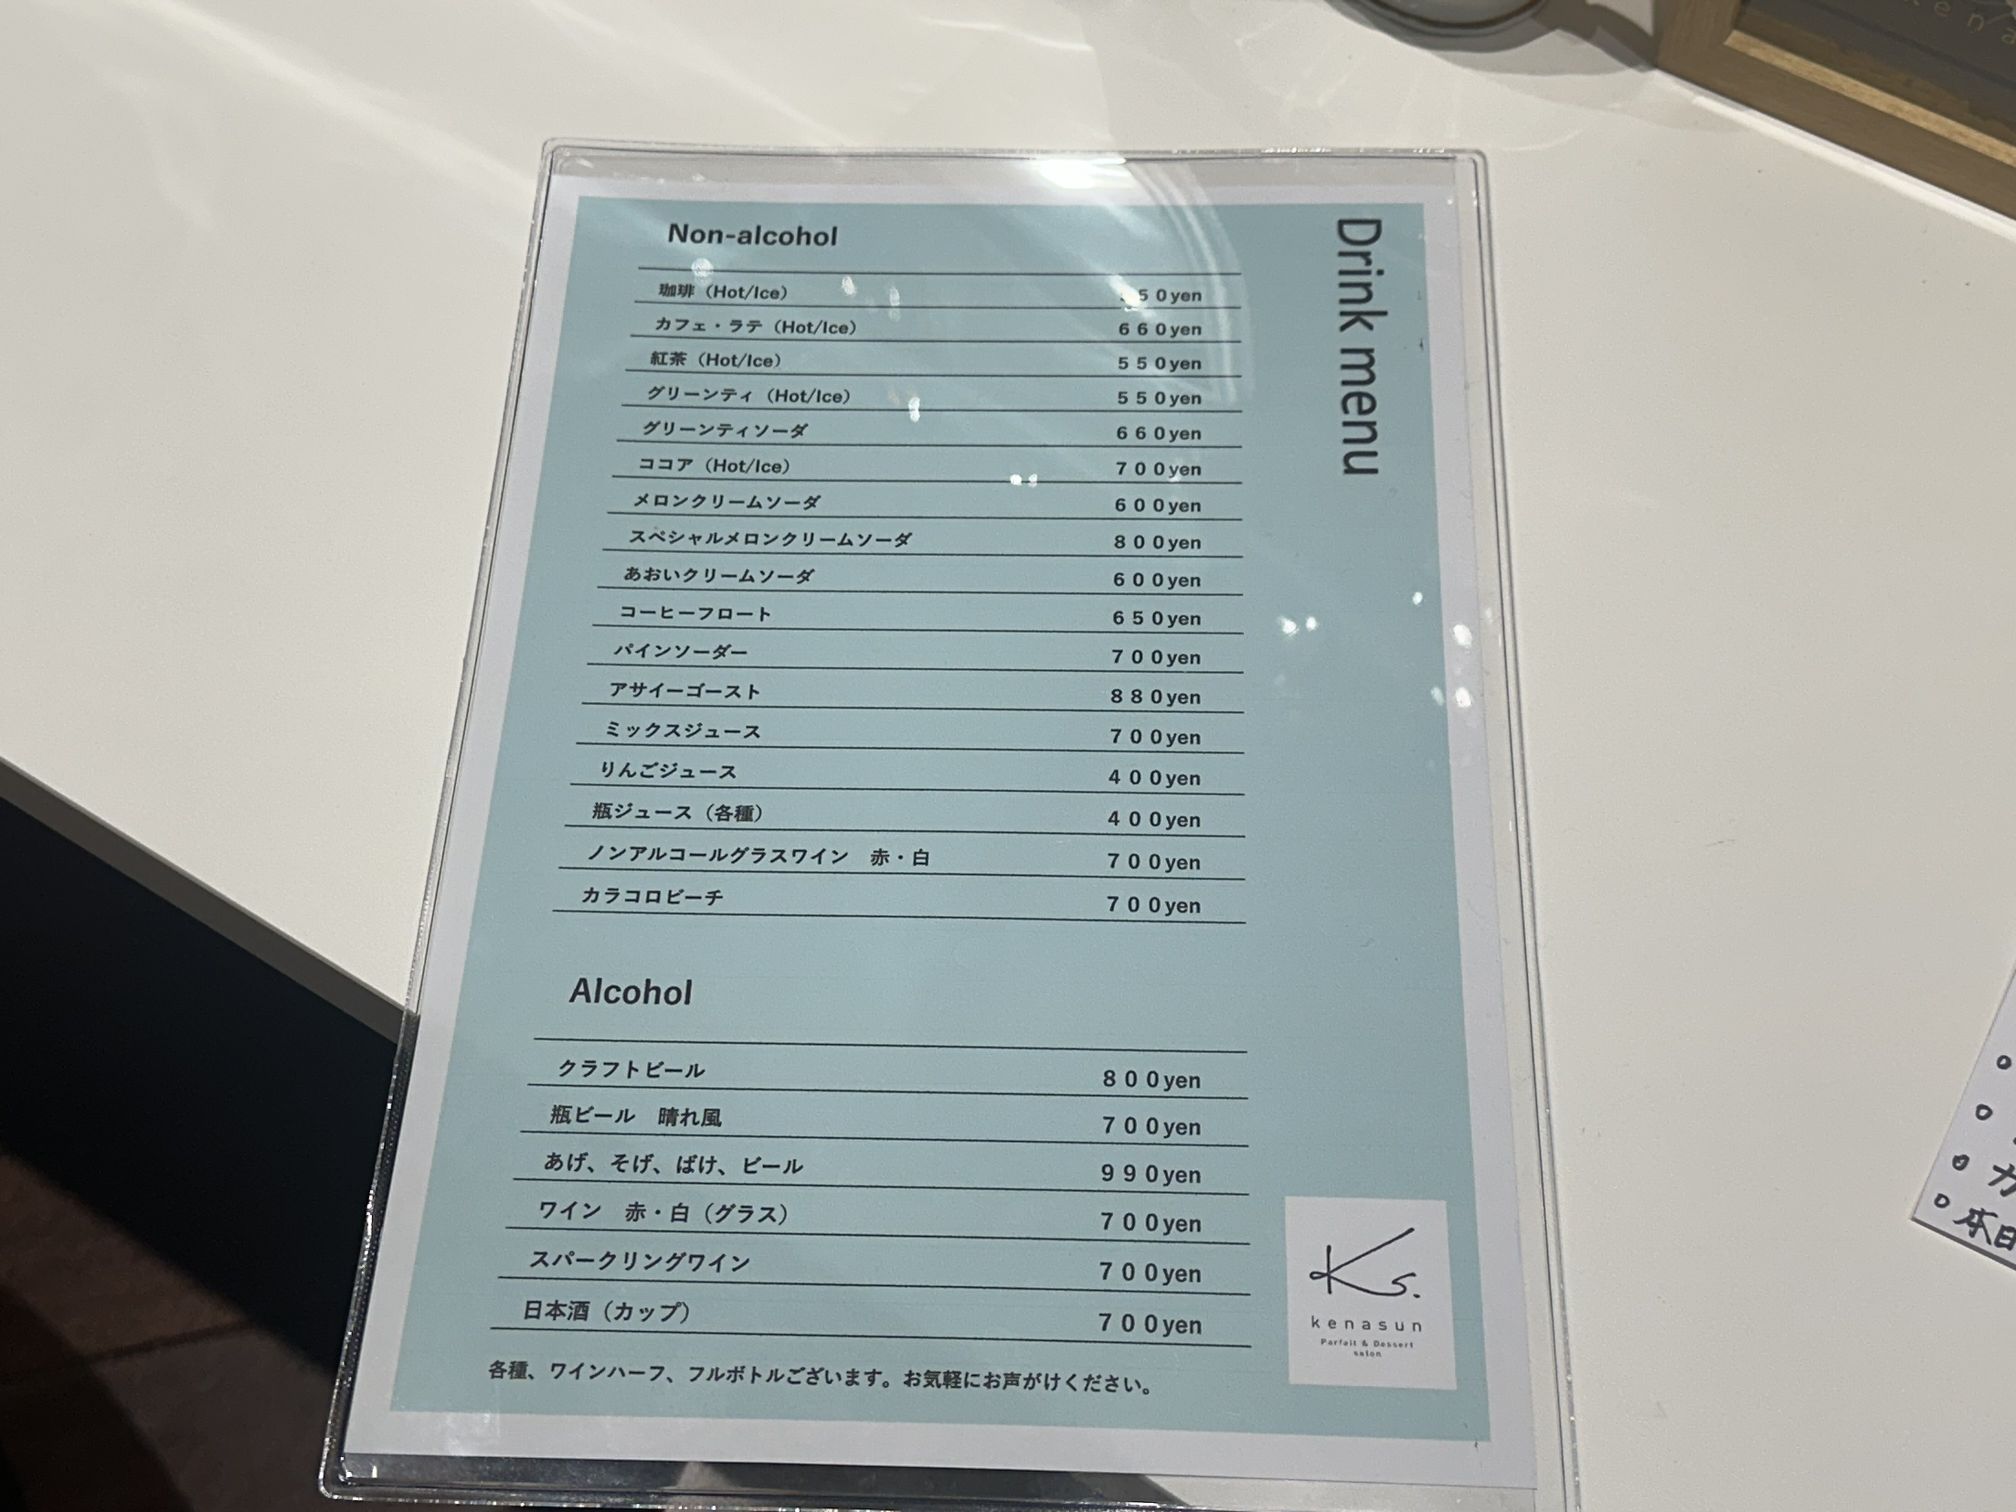 Drink menu
Non-alcohol
珈琲（Hot/Ice） 50yen
カフェ・ラテ（Hot/Ice） 660yen
紅茶（Hot/Ice） 550yen
グリーンティ（Hot/Ice） 550yen
グリーンティソーダ 660yen
ココア（Hot/Ice） 700yen
メロンクリームソーダ 600yen
スペシャルメロンクリームソーダ 800yen
あおいクリームソーダ 600yen
コーヒーフロート 650yen
パインソーダー 700yen
アサイーゴースト 880yen
ミックスジュース 700yen
りんごジュース 400yen
瓶ジュース（各種） 400yen
ノンアルコールグラスワイン　赤・白 700yen
カラコロビーチ 700yen
Alcohol
クラフトビール 800yen
瓶ビール　晴れ風 700yen
あげ、そげ、ばけ、ビール 990yen
ワイン　赤・白（グラス） 700yen
スパークリングワイン 700yen
日本酒（カップ） 700yen
各種、ワインハーフ、フルボトルございます。お気軽にお声がけください。
Ks.
kenasun
Parfait & Dessert
salon
本日